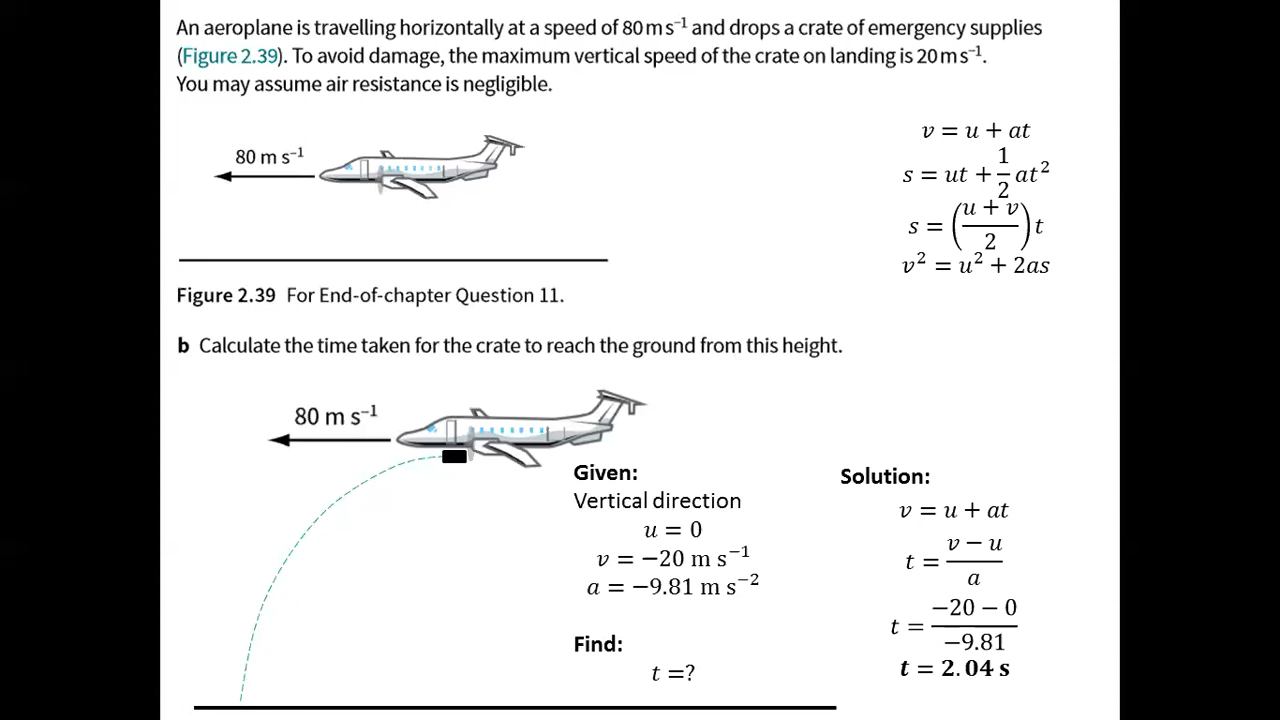 An aeroplane is travelling horizontally at a speed of 80 m s⁻¹ and drops a crate of emergency supplies
(Figure 2.39). To avoid damage, the maximum vertical speed of the crate on landing is 20 m s⁻¹.
You may assume air resistance is negligible.
80 m s⁻¹
v = u + at
s = ut + 1/2 at²
s = ((u + v)/2) t
v² = u² + 2as
Figure 2.39 For End-of-chapter Question 11.
b Calculate the time taken for the crate to reach the ground from this height.
80 m s⁻¹
Given:
Vertical direction
u = 0
v = −20 m s⁻¹
a = −9.81 m s⁻²
Find:
t =?
Solution:
v = u + at
t = (v − u)/a
t = (−20 − 0)/(−9.81)
t = 2.04 s